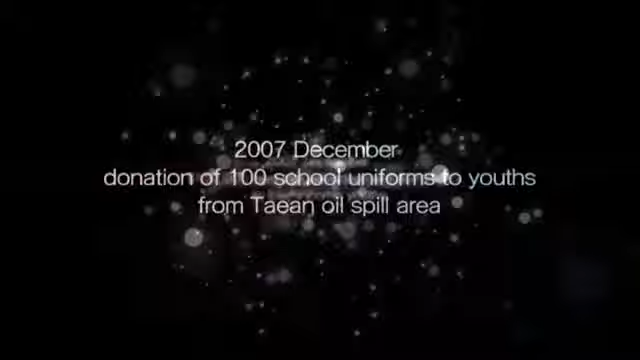 2007 December
donation of 100 school uniforms to youths
from Taean oil spill area